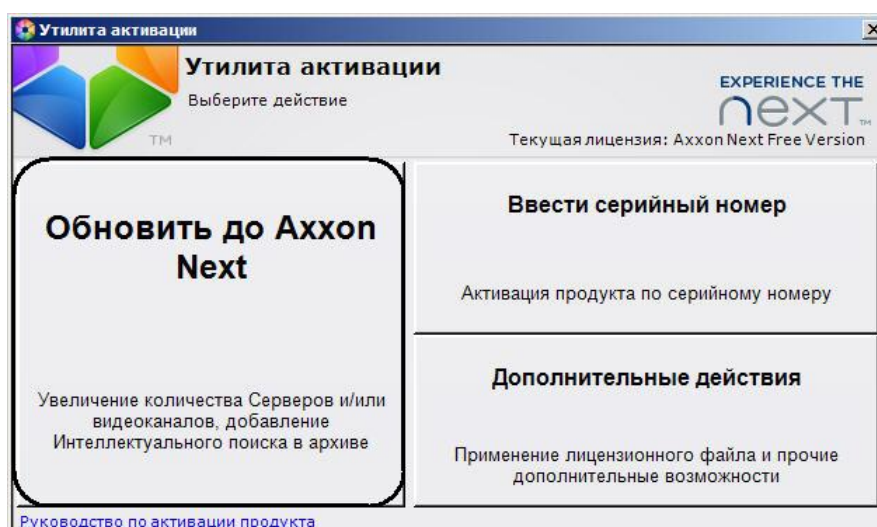 Утилита активации
Утилита активации
Выберите действие
EXPERIENCE THE
next TM
TM
Текущая лицензия: Axxon Next Free Version
Обновить до Axxon
Next
Увеличение количества Серверов и/или
видеоканалов, добавление
Интеллектуального поиска в архиве
Ввести серийный номер
Активация продукта по серийному номеру
Дополнительные действия
Применение лицензионного файла и прочие
дополнительные возможности
Руководство по активации продукта